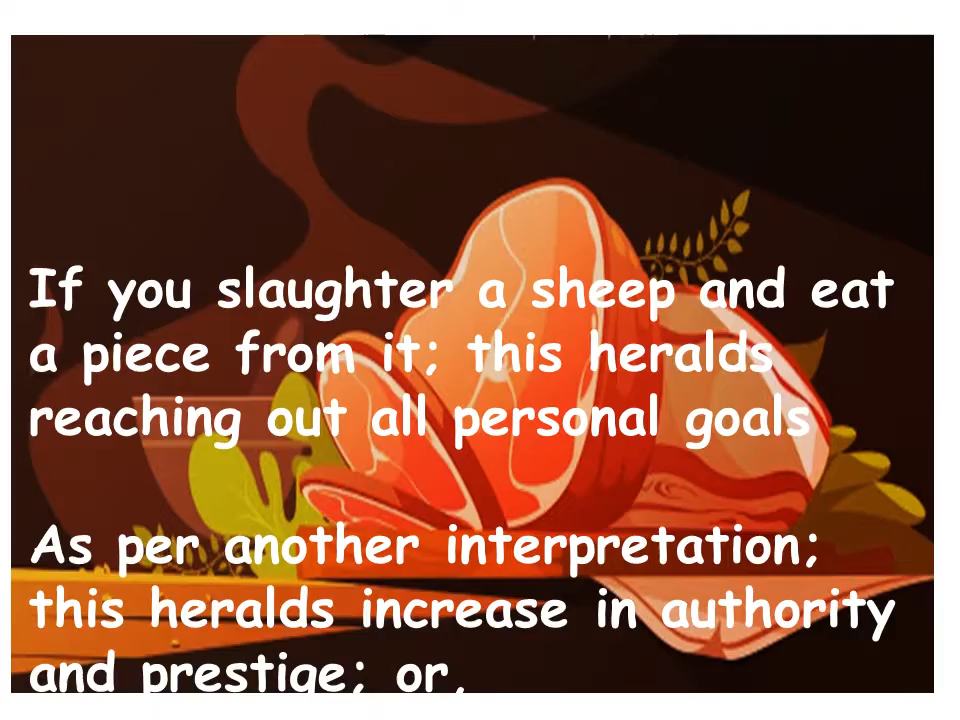 If you slaughter a sheep and eat
a piece from it; this heralds
reaching out all personal goals
As per another interpretation;
this heralds increase in authority
and prestige; or,